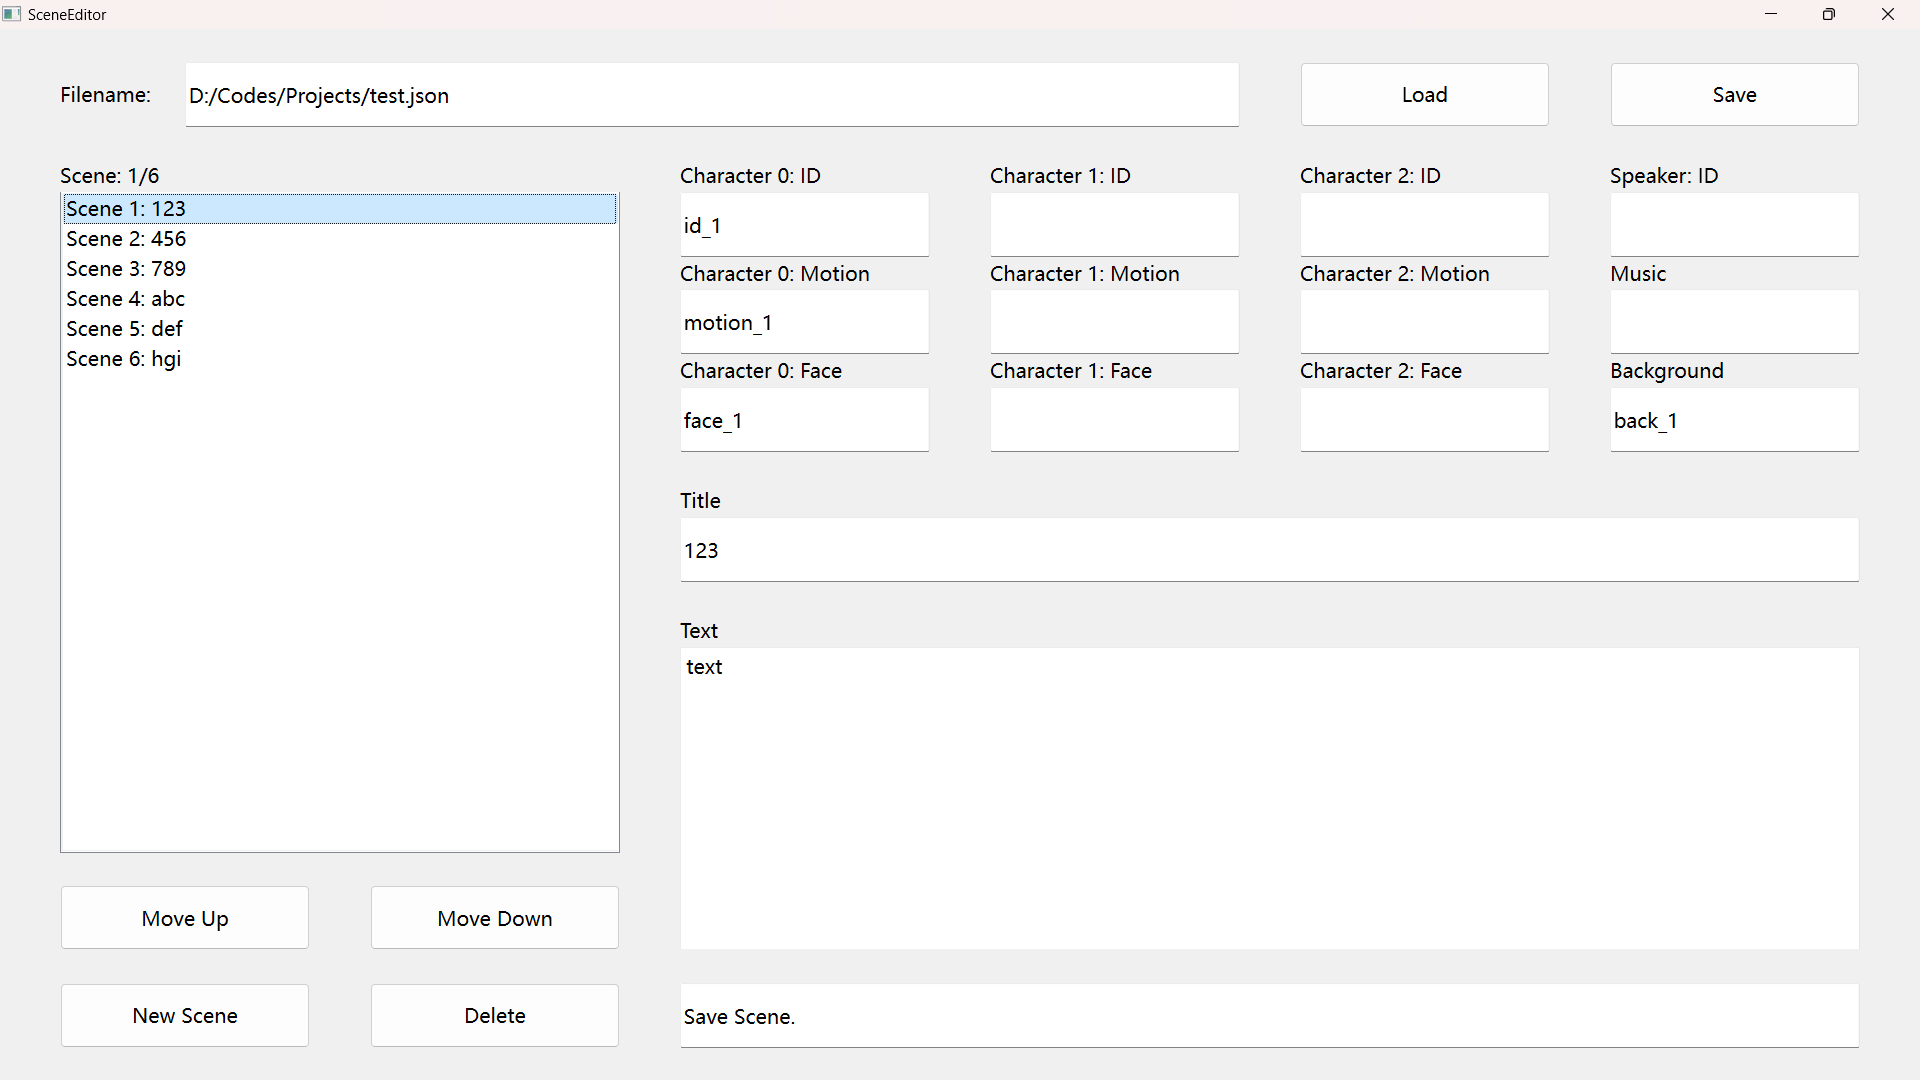 SceneEditor
Filename: D:/Codes/Projects/test.json Load Save
Scene: 1/6
Scene 1: 123
Scene 2: 456
Scene 3: 789
Scene 4: abc
Scene 5: def
Scene 6: hgi
Move Up Move Down
New Scene Delete
Character 0: ID Character 1: ID Character 2: ID Speaker: ID
id_1
Character 0: Motion Character 1: Motion Character 2: Motion Music
motion_1
Character 0: Face Character 1: Face Character 2: Face Background
face_1 back_1
Title
123
Text
text
Save Scene.